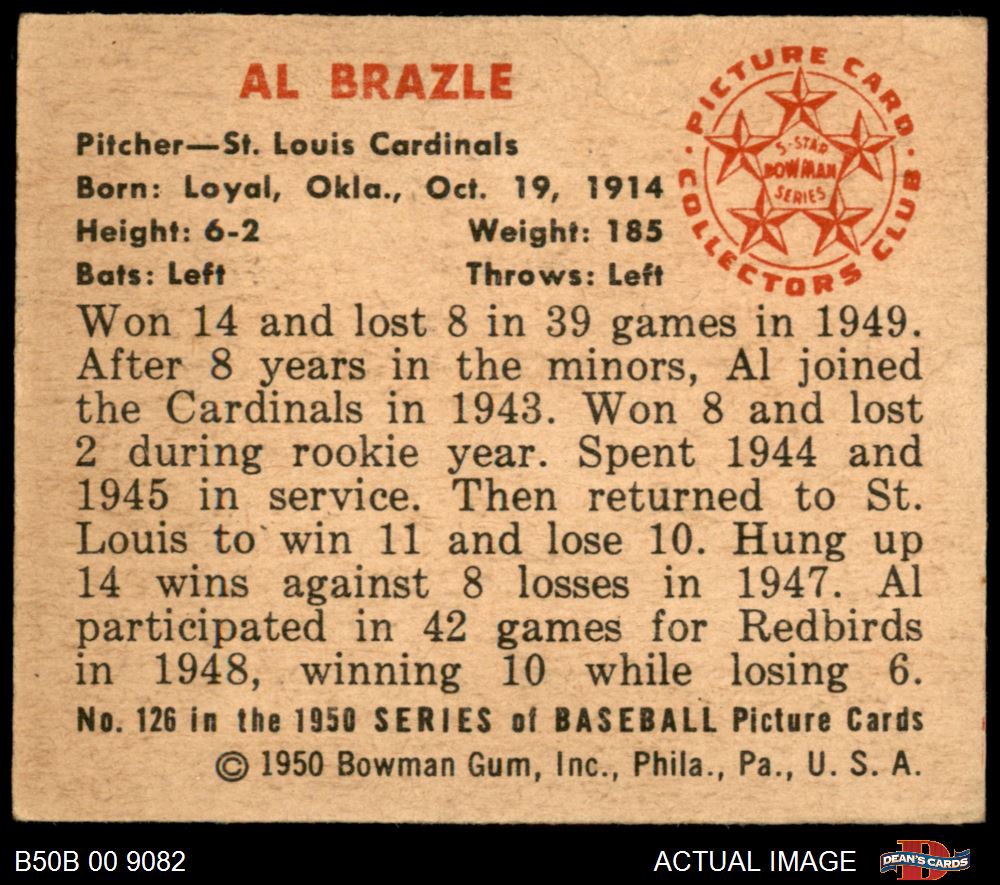 AL BRAZLE
PICTURE CARD
COLLECTORS CLUB
5-STAR
BOWMAN
SERIES
Pitcher—St. Louis Cardinals
Born: Loyal, Okla., Oct. 19, 1914
Height: 6-2 Weight: 185
Bats: Left Throws: Left
Won 14 and lost 8 in 39 games in 1949.
After 8 years in the minors, Al joined
the Cardinals in 1943. Won 8 and lost
2 during rookie year. Spent 1944 and
1945 in service. Then returned to St.
Louis to win 11 and lose 10. Hung up
14 wins against 8 losses in 1947. Al
participated in 42 games for Redbirds
in 1948, winning 10 while losing 6.
No. 126 in the 1950 SERIES of BASEBALL Picture Cards
© 1950 Bowman Gum, Inc., Phila., Pa., U. S. A.
B50B 00 9082 ACTUAL IMAGE DEAN'S CARDS